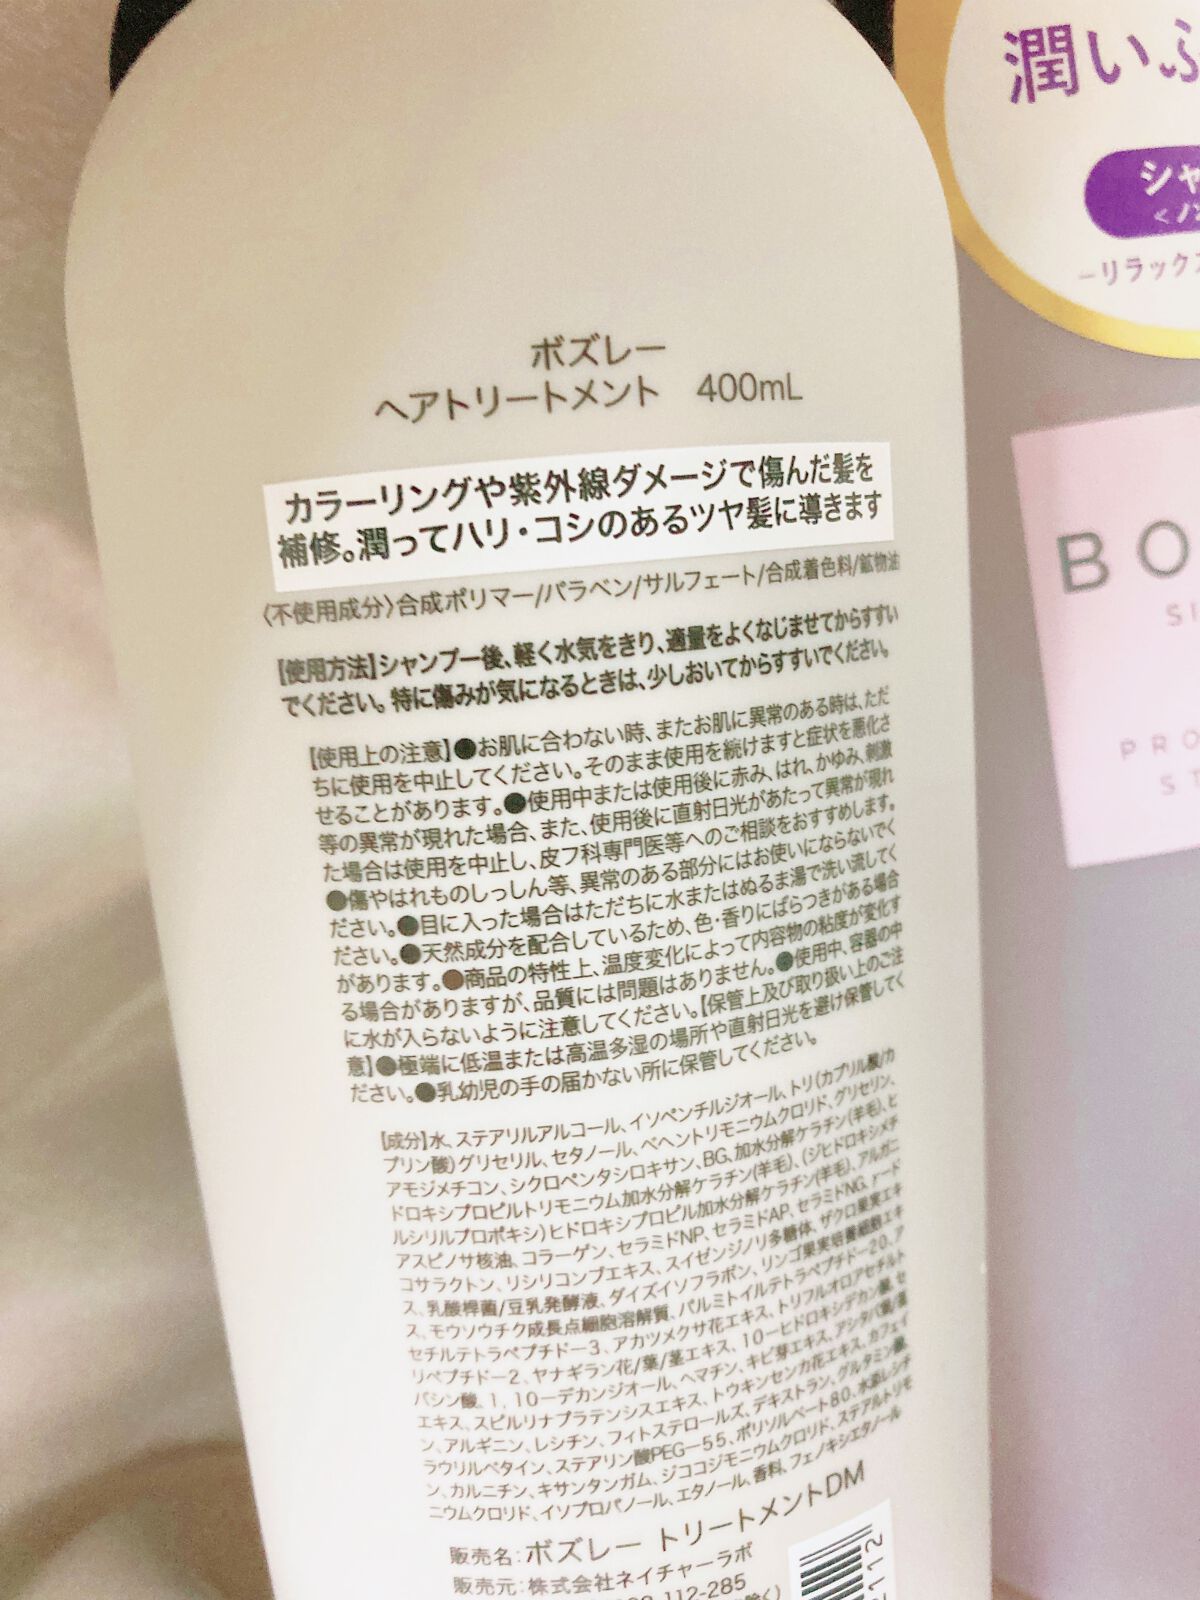 ボズレー
ヘアトリートメント 400mL
カラーリングや紫外線ダメージで傷んだ髪を
補修。潤ってハリ・コシのあるツヤ髪に導きます
〈不使用成分〉合成ポリマー/パラベン/サルフェート/合成着色料/鉱物油
【使用方法】シャンプー後、軽く水気をきり、適量をよくなじませてからすすい
でください。特に傷みが気になるときは、少しおいてからすすいでください。
【使用上の注意】●お肌に合わない時、またお肌に異常のある時は、ただ
ちに使用を中止してください。そのまま使用を続けますと症状を悪化さ
せることがあります。●使用中または使用後に赤み、はれ、かゆみ、刺激
等の異常が現れた場合、また、使用後に直射日光があたって異常が現れ
た場合は使用を中止し、皮フ科専門医等へのご相談をおすすめします。
●傷やはれものしっしん等、異常のある部分にはお使いにならないでく
ださい。●目に入った場合はただちに水またはぬるま湯で洗い流してく
ださい。●天然成分を配合しているため、色・香りにばらつきがある場合
があります。●商品の特性上、温度変化によって内容物の粘度が変化す
る場合がありますが、品質には問題はありません。●使用中、容器の中
に水が入らないように注意してください。【保管上及び取り扱い上のご注
意】●極端に低温または高温多湿の場所や直射日光を避け保管してく
ださい。●乳幼児の手の届かない所に保管してください。
【成分】水、ステアリルアルコール、イソペンチルジオール、トリ(カプリル酸/カ
プリン酸)グリセリル、セタノール、ベヘントリモニウムクロリド、グリセリン、
アモジメチコン、シクロペンタシロキサン、BG、加水分解ケラチン(羊毛)、ヒ
ドロキシプロピルトリモニウム加水分解ケラチン(羊毛)、(ジヒドロキシメチ
ルシリルプロポキシ)ヒドロキシプロピル加水分解ケラチン(羊毛)、アルガニ
アスピノサ核油、コラーゲン、セラミドNP、セラミドAP、セラミドNG、γードー
コサラクトン、リシリコンブエキス、スイゼンジノリ多糖体、ザクロ果実エキ
ス、乳酸桿菌/豆乳発酵液、ダイズイソフラボン、リンゴ果実培養細胞エキ
ス、モウソウチク成長点細胞溶解質、パルミトイルテトラペプチドー20、ア
セチルテトラペプチドー3、アカツメクサ花エキス、トリフルオロアセチルト
リペプチドー2、ヤナギラン花/葉/茎エキス、10ーヒドロキシデカン酸、セ
バシン酸、1,10ーデカンジオール、ヘマチン、キビ芽エキス、アシタバ葉/茎
エキス、スピルリナプラテンシスエキス、トウキンセンカ花エキス、カフェイ
ン、アルギニン、レシチン、フィトステロールズ、デキストラン、グルタミン酸、
ラウリルベタイン、ステアリン酸PEGー55、ポリソルベート80、水添レシチ
ン、カルニチン、キサンタンガム、ジココジモニウムクロリド、ステアルトリモ
ニウムクロリド、イソプロパノール、エタノール、香料、フェノキシエタノール
販売名:ボズレー トリートメントDM
販売元:株式会社ネイチャーラボ
112-285
潤いふ
シャ
ーリラックス
BO
SI
PRO
ST